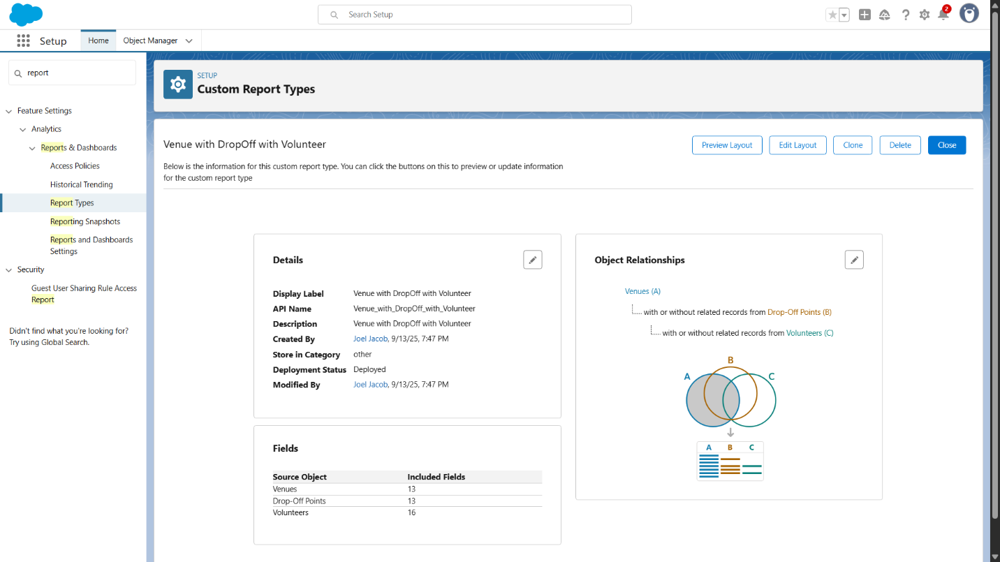 Search Setup
2
Setup
Home
Object Manager
report
Feature Settings
Analytics
Reports & Dashboards
Access Policies
Historical Trending
Report Types
Reporting Snapshots
Reports and Dashboards
Settings
Security
Guest User Sharing Rule Access
Report
Didn't find what you're looking for?
Try using Global Search.
SETUP
Custom Report Types
Venue with DropOff with Volunteer
Preview Layout
Edit Layout
Clone
Delete
Close
Below is the information for this custom report type. You can click the buttons on this to preview or update information
for the custom report type
Details
Display Label Venue with DropOff with Volunteer
API Name Venue_with_DropOff_with_Volunteer
Description Venue with DropOff with Volunteer
Created By Joel Jacob, 9/13/25, 7:47 PM
Store in Category other
Deployment Status Deployed
Modified By Joel Jacob, 9/13/25, 7:47 PM
Fields
Source Object Included Fields
Venues 13
Drop-Off Points 13
Volunteers 16
Object Relationships
Venues (A)
with or without related records from Drop-Off Points (B)
with or without related records from Volunteers (C)
B
A C
A B C